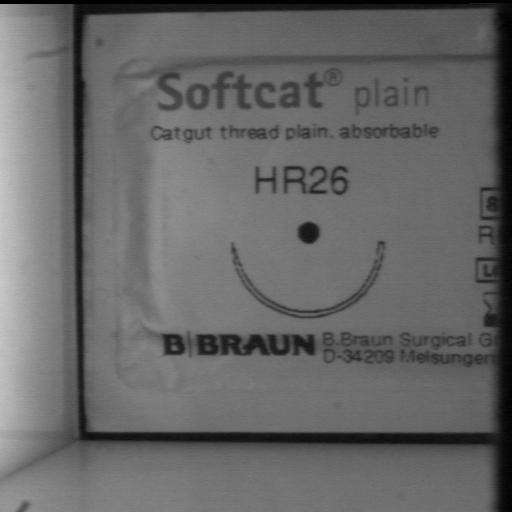 Softcat® plain
Catgut thread plain. absorbable
HR26
B|BRAUN
B.Braun Surgical
D-34209 Melsungen